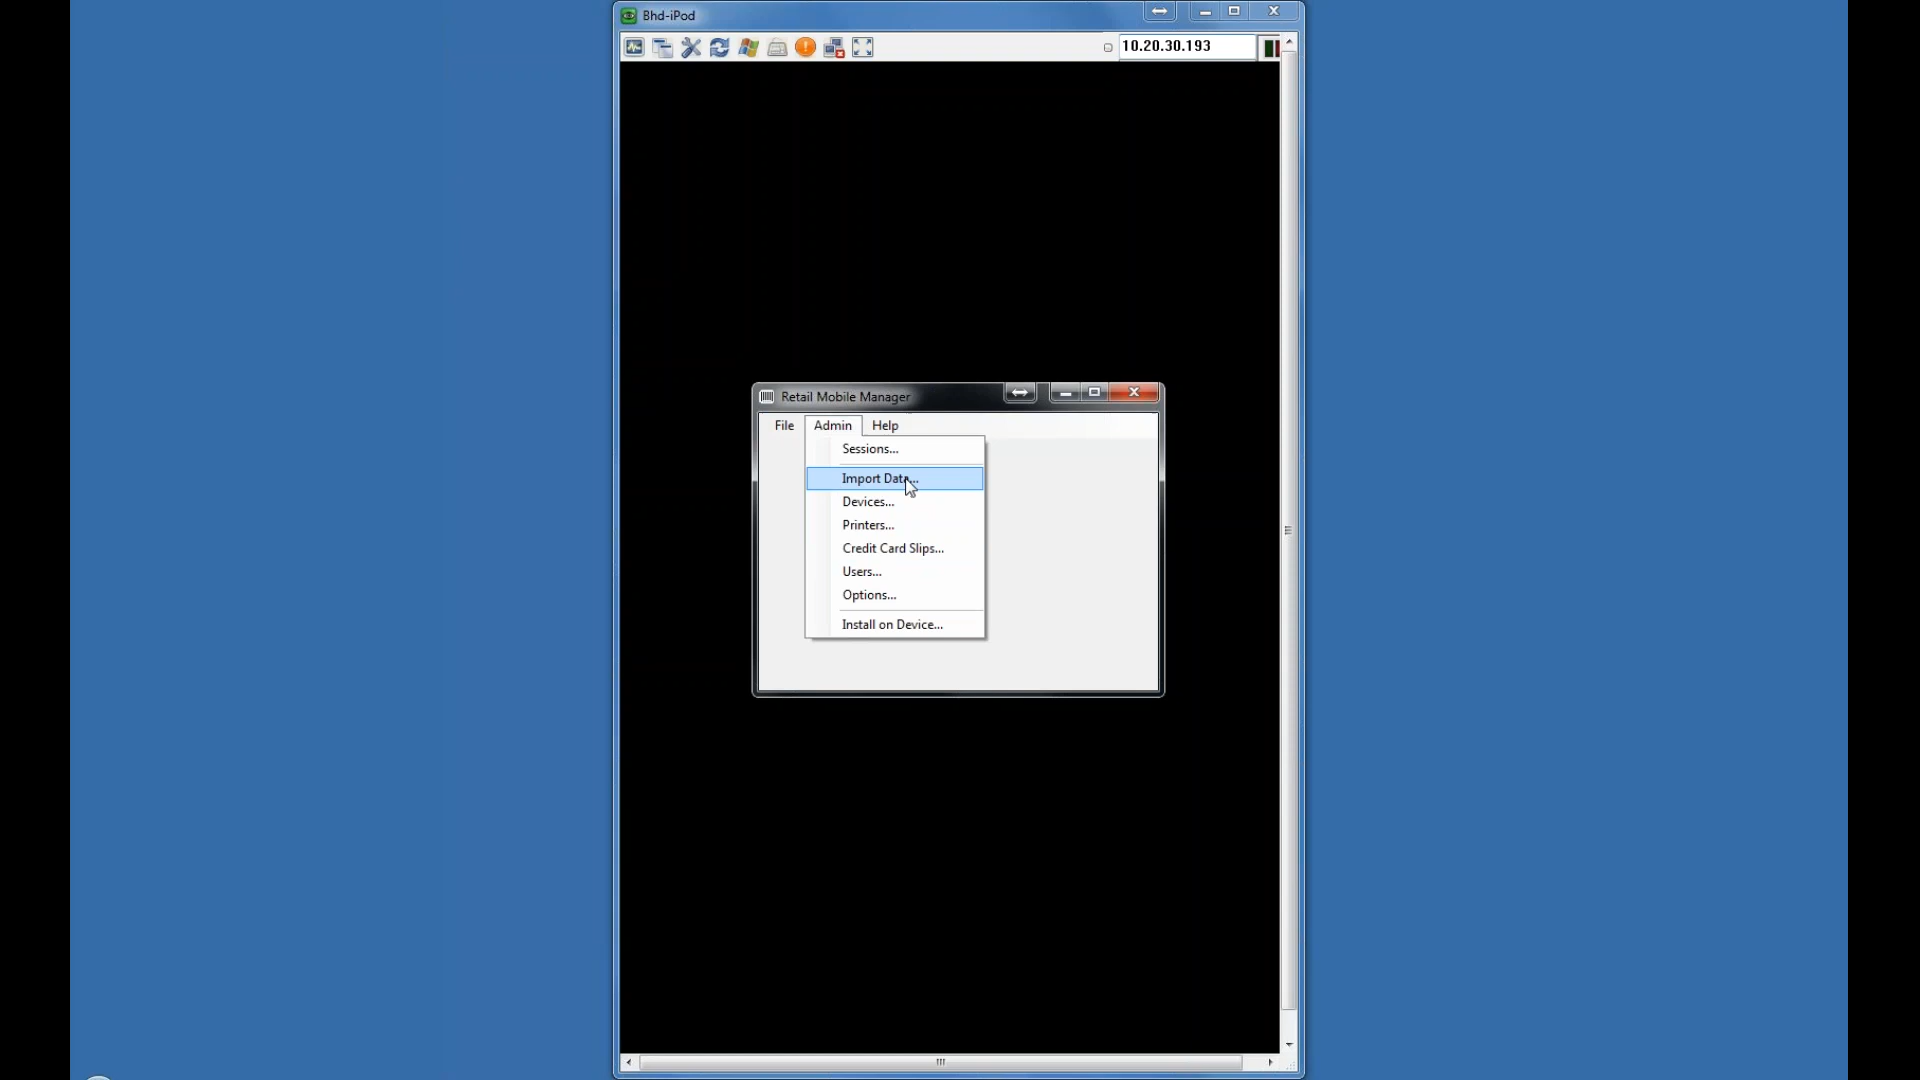 Bhd-iPod
10.20.30.193
Retail Mobile Manager
File Admin Help
Sessions...
Import Data...
Devices...
Printers...
Credit Card Slips...
Users...
Options...
Install on Device...